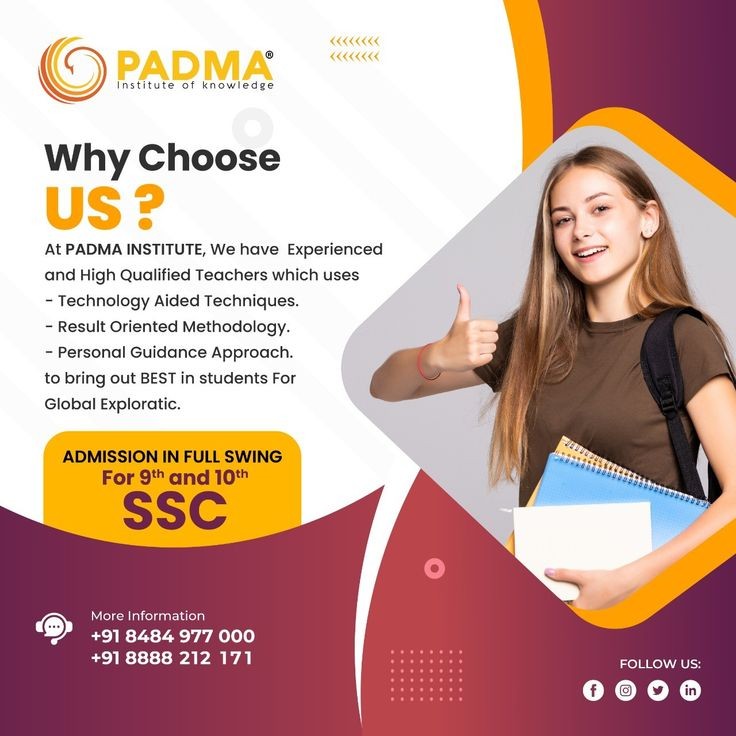 PADMA®
Institute of knowledge
Why Choose
US ?
At PADMA INSTITUTE, We have Experienced
and High Qualified Teachers which uses
- Technology Aided Techniques.
- Result Oriented Methodology.
- Personal Guidance Approach.
to bring out BEST in students For
Global Exploratic.
ADMISSION IN FULL SWING
For 9th and 10th
SSC
More Information
+91 8484 977 000
+91 8888 212 171
FOLLOW US: